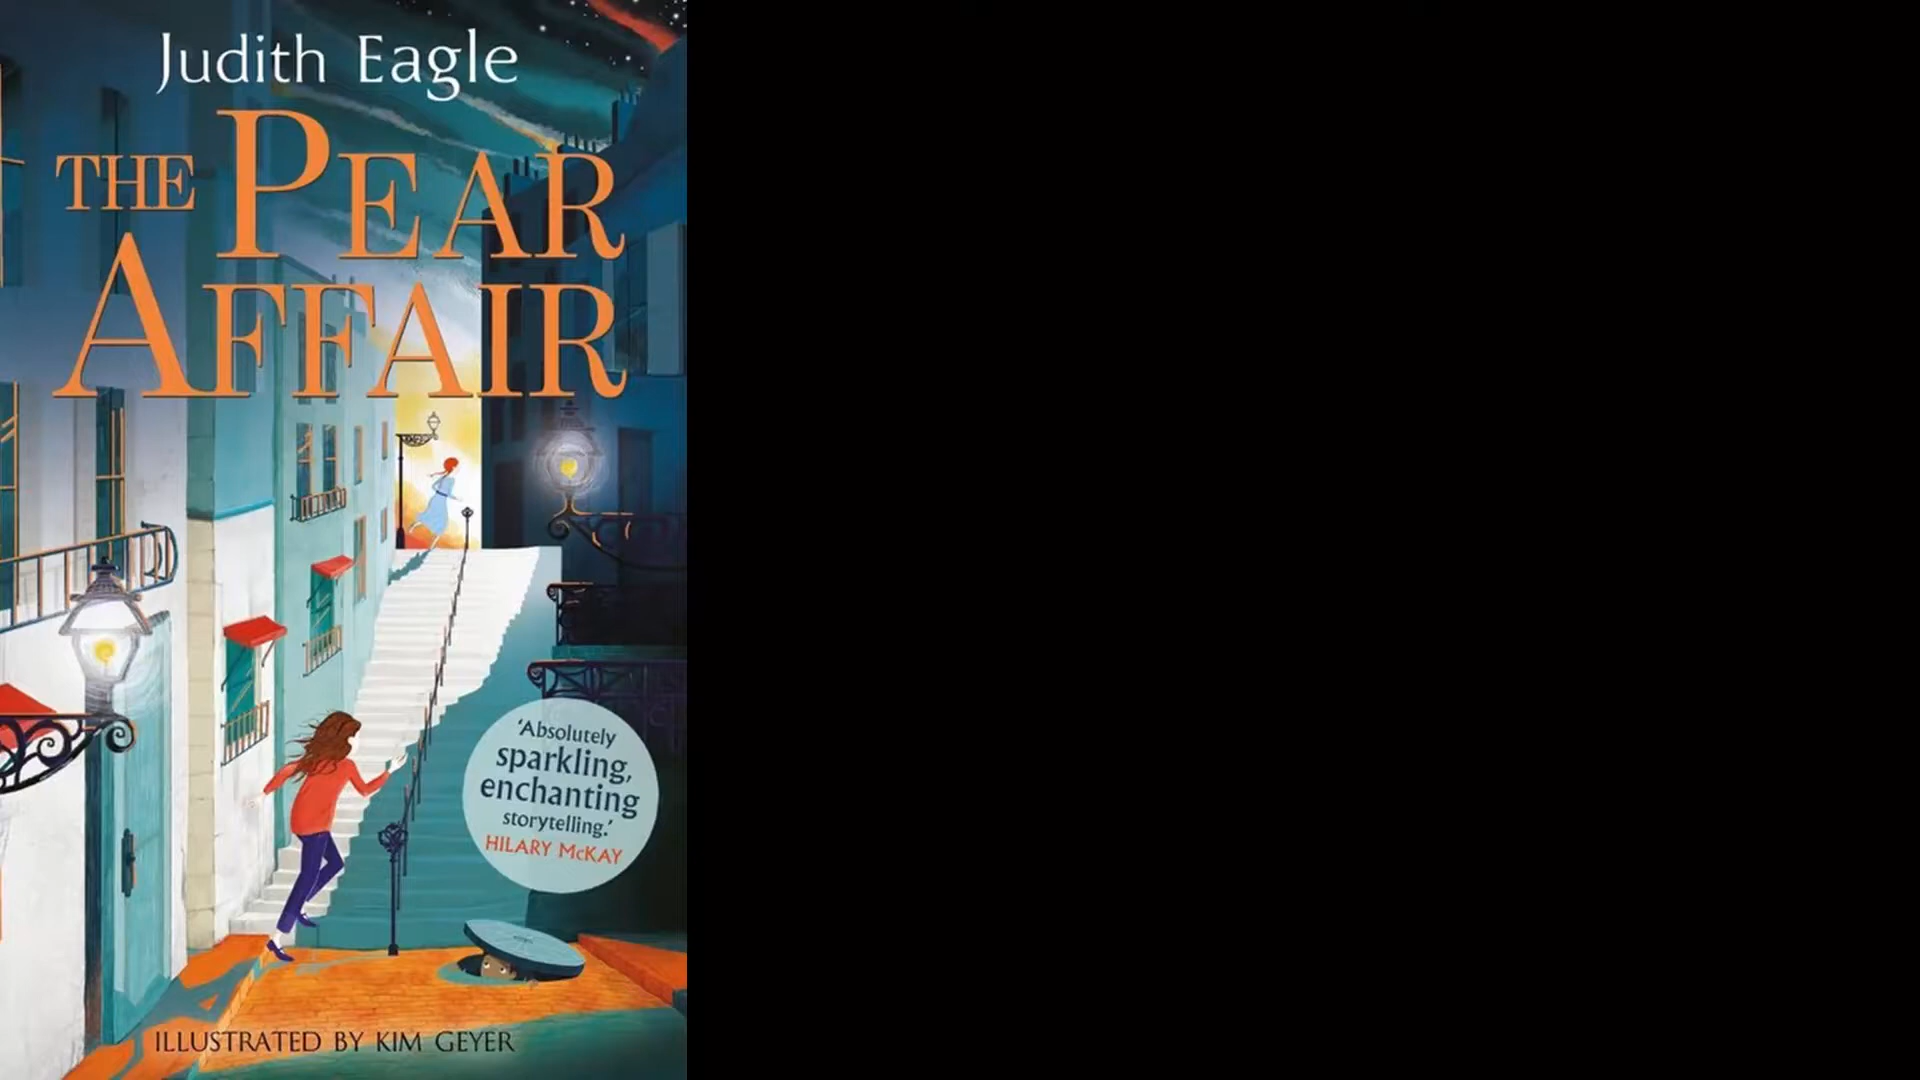 Judith Eagle
THE PEAR
AFFAIR
'Absolutely
sparkling,
enchanting
storytelling.'
HILARY McKAY
ILLUSTRATED BY KIM GEYER